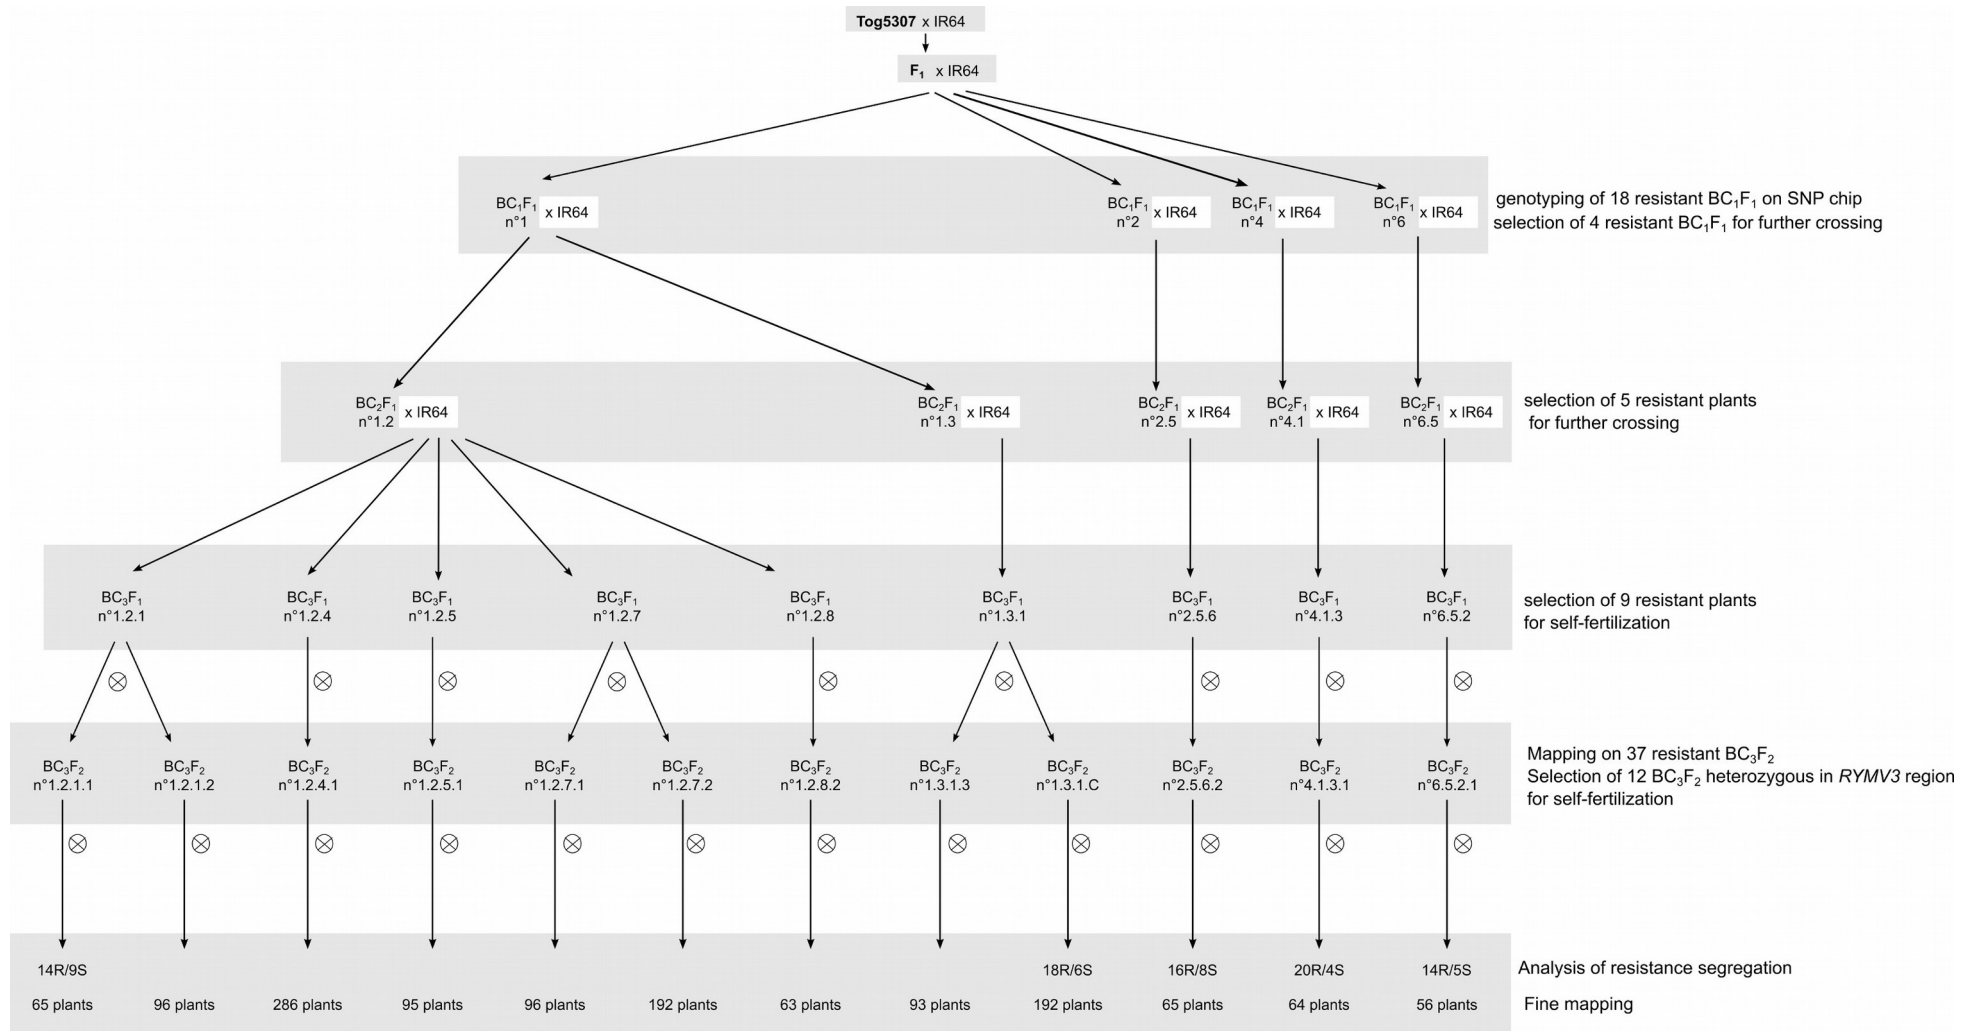 Tog5307 x IR64
F₁ x IR64
BC₁F₁ n°1 x IR64
BC₁F₁ n°2 x IR64
BC₁F₁ n°4 x IR64
BC₁F₁ n°6 x IR64
genotyping of 18 resistant BC₁F₁ on SNP chip
selection of 4 resistant BC₁F₁ for further crossing
BC₂F₁ n°1.2 x IR64
BC₂F₁ n°1.3 x IR64
BC₂F₁ n°2.5 x IR64
BC₂F₁ n°4.1 x IR64
BC₂F₁ n°6.5 x IR64
selection of 5 resistant plants
for further crossing
BC₃F₁ n°1.2.1
BC₃F₁ n°1.2.4
BC₃F₁ n°1.2.5
BC₃F₁ n°1.2.7
BC₃F₁ n°1.2.8
BC₃F₁ n°1.3.1
BC₃F₁ n°2.5.6
BC₃F₁ n°4.1.3
BC₃F₁ n°6.5.2
selection of 9 resistant plants
for self-fertilization
BC₃F₂ n°1.2.1.1
BC₃F₂ n°1.2.1.2
BC₃F₂ n°1.2.4.1
BC₃F₂ n°1.2.5.1
BC₃F₂ n°1.2.7.1
BC₃F₂ n°1.2.7.2
BC₃F₂ n°1.2.8.2
BC₃F₂ n°1.3.1.3
BC₃F₂ n°1.3.1.C
BC₃F₂ n°2.5.6.2
BC₃F₂ n°4.1.3.1
BC₃F₂ n°6.5.2.1
Mapping on 37 resistant BC₃F₂
Selection of 12 BC₃F₂ heterozygous in RYMV3 region
for self-fertilization
14R/9S 18R/6S 16R/8S 20R/4S 14R/5S Analysis of resistance segregation
65 plants 96 plants 286 plants 95 plants 96 plants 192 plants 63 plants 93 plants 192 plants 65 plants 64 plants 56 plants Fine mapping